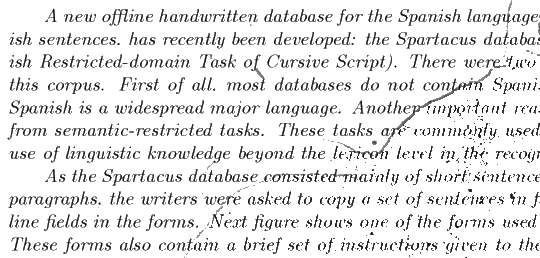 A new offline handwritten database for the Spanish language
ish sentences, has recently been developed: the Spartacus databas
ish Restricted-domain Task of Cursive Script). There were two
this corpus. First of all, most databases do not contain Spani
Spanish is a widespread major language. Another important rea
from semantic-restricted tasks. These tasks are commonly used
use of linguistic knowledge beyond the lexicon level in the recogn
As the Spartacus database consisted mainly of short sentence
paragraphs, the writers were asked to copy a set of sentences in f
line fields in the forms. Next figure shows one of the forms used
These forms also contain a brief set of instructions given to the